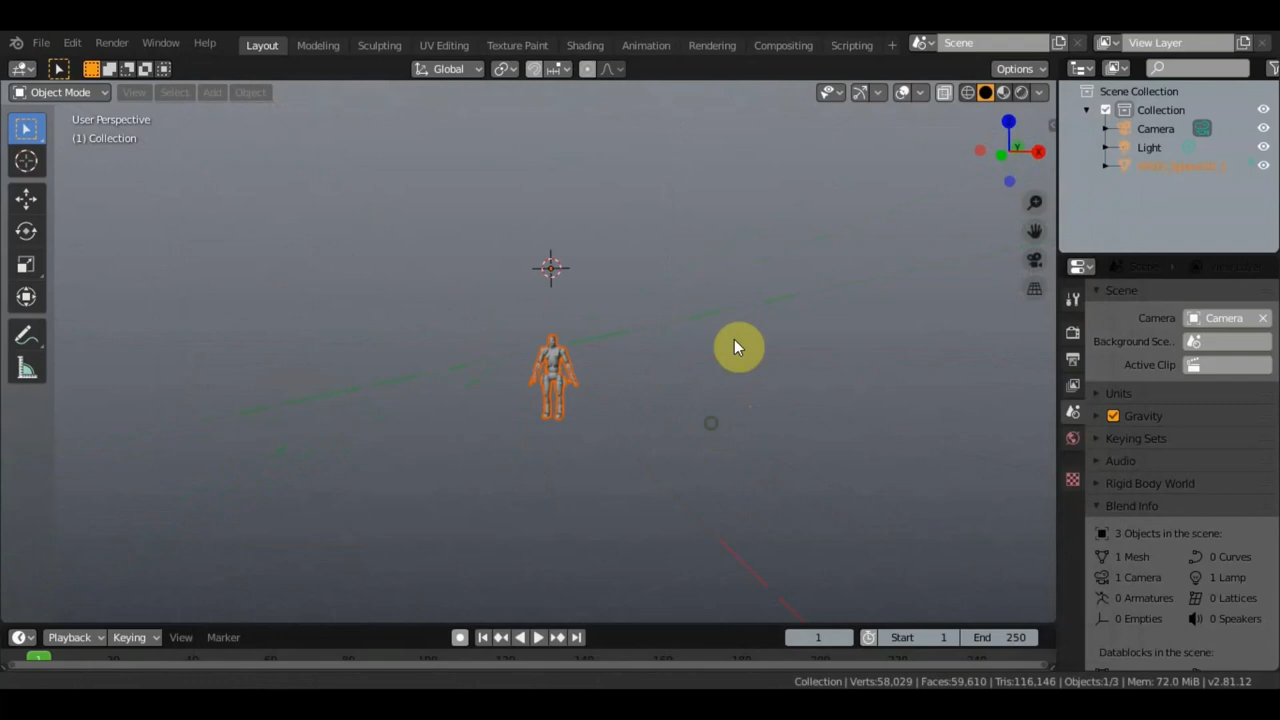 File Edit Render Window Help Layout Modeling Sculpting UV Editing Texture Paint Shading Animation Rendering Compositing Scripting + Scene View Layer
Global Options
Object Mode View Select Add Object
User Perspective
(1) Collection
X
Y
Scene Collection
Collection
Camera
Light
Scene
Camera Camera
Background Sce..
Active Clip
Units
Gravity
Keying Sets
Audio
Rigid Body World
Blend Info
3 Objects in the scene:
1 Mesh 0 Curves
1 Camera 1 Lamp
0 Armatures 0 Lattices
0 Empties 0 Speakers
Datablocks in the scene:
Playback Keying View Marker 1 Start 1 End 250
1
Collection | Verts:58,029 | Faces:59,610 | Tris:116,146 | Objects:1/3 | Mem: 72.0 MiB | v2.81.12